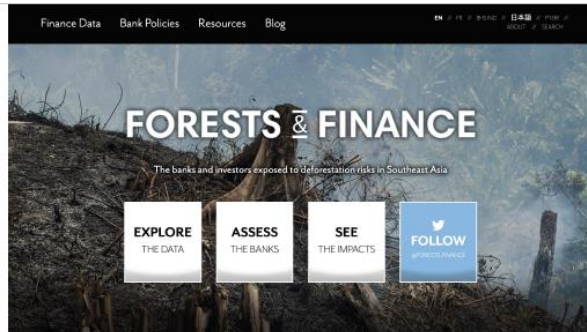 Finance Data Bank Policies Resources Blog
EN // FR // // 日本語 //
ABOUT // SEARCH
FORESTS & FINANCE
The banks and investors exposed to deforestation risks in Southeast Asia
EXPLORE
THE DATA
ASSESS
THE BANKS
SEE
THE IMPACTS
FOLLOW
@FORESTS_FINANCE